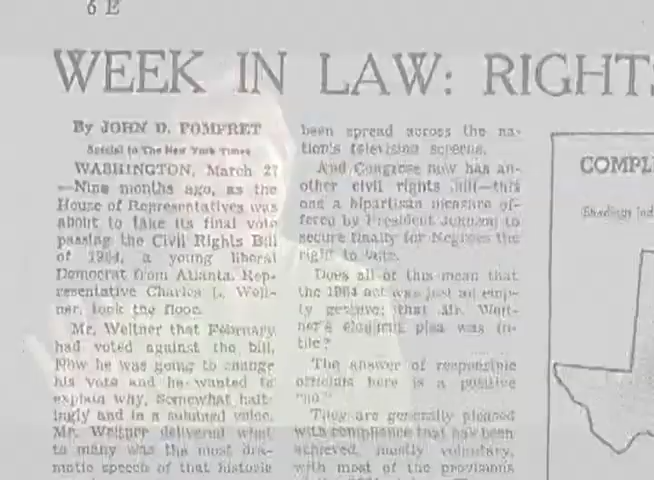 6 E
WEEK IN LAW: RIGHTS
By JOHN D. POMFRET
Special to The New York Times
WASHINGTON, March 27
—Nine months ago, as the
House of Representatives was
about to take its final vote
passing the Civil Rights Bill
of 1964, a young liberal
Democrat from Atlanta, Rep-
resentative Charles L. Welt-
ner, took the floor.
Mr. Weltner that February
had voted against the bill.
Now he was going to change
his vote and he wanted to
explain why. Somewhat halt-
ingly and in a subdued voice,
Mr. Weltner delivered what
to many was the most dra-
matic speech of that historic
been spread across the na-
tion's television screens.
And Congress now has an-
other civil rights bill—this
one a bipartisan measure of-
fered by President Johnson to
secure finally for Negroes the
right to vote.
Does all of this mean that
the 1964 act was just an emp-
ty gesture; that Mr. Welt-
ner's eloquent plea was fu-
tile?
The answer of responsible
officials here is a positive
"no."
They are generally pleased
with compliance that has been
achieved, mostly voluntary,
with most of the provisions
COMPL
Shadings ind